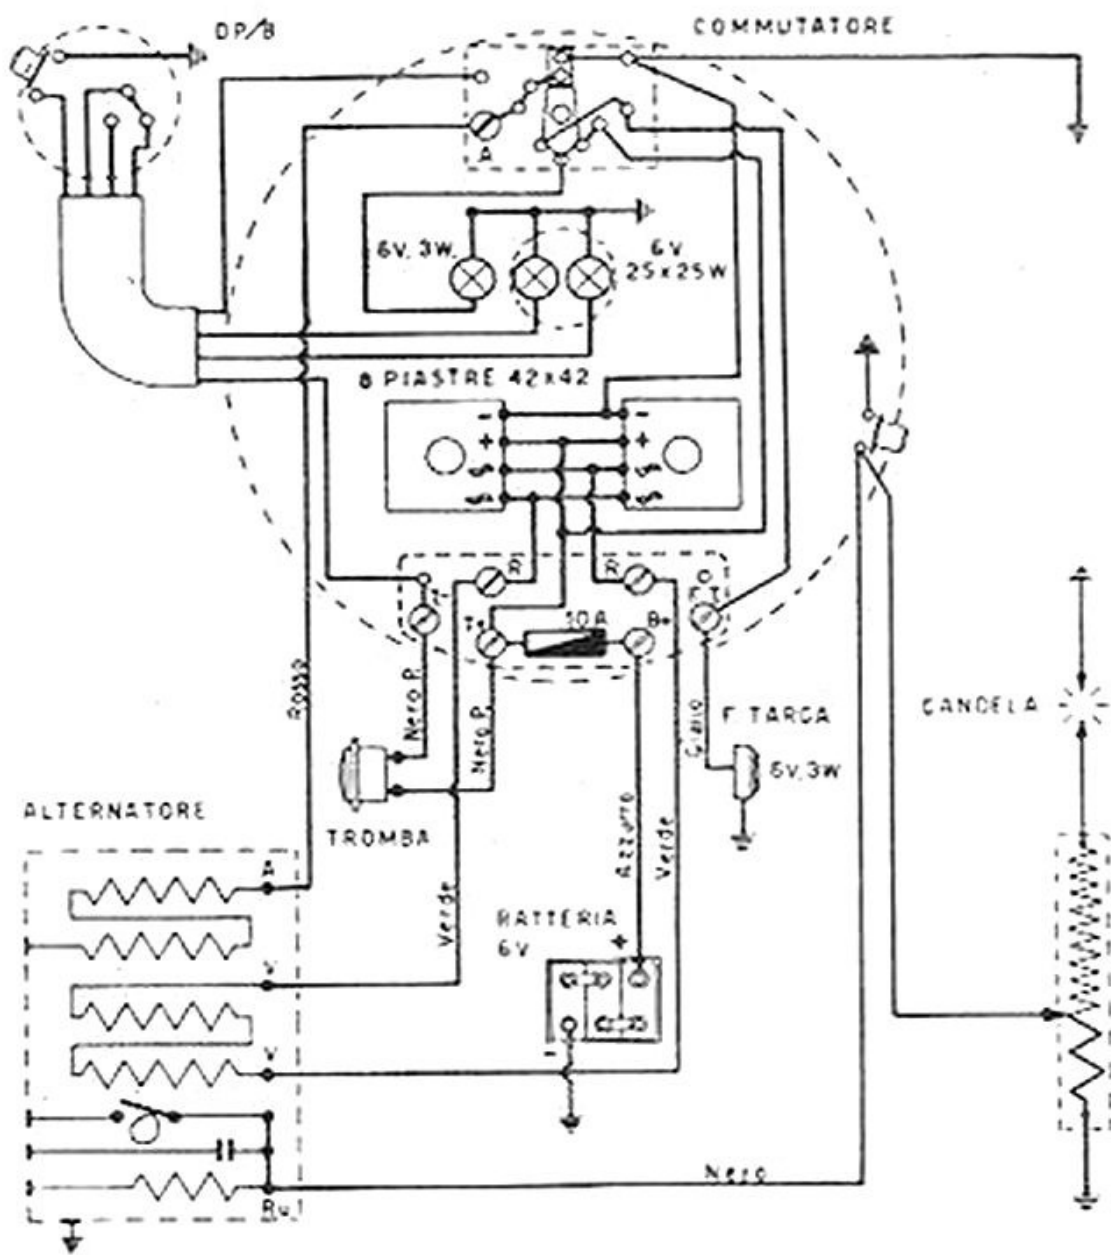 DP/B
COMMUTATORE
A
6V. 3W.
6V
25x25W
8 PIASTRE 42x42
-
-
+
+
R
R
10A
B+
Rosso
Nero P.
Nero P.
Giallo
F TARGA
6V. 3W
CANDELA
TROMBA
Azzurro
Verde
Verde
ALTERNATORE
V
BATTERIA
6V
+
V
-
Nero